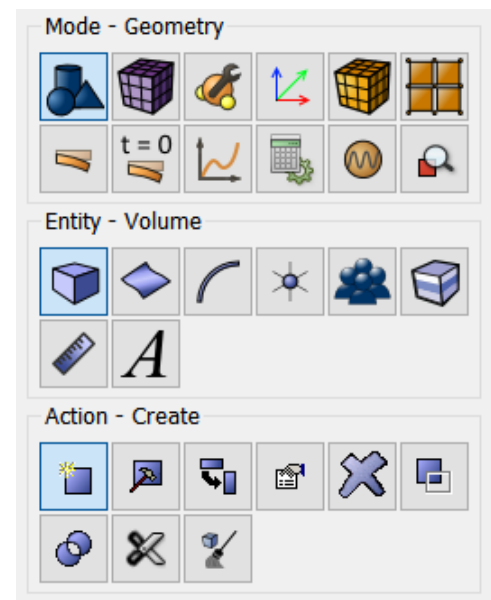 Mode - Geometry
t = 0
Entity - Volume
A
Action - Create